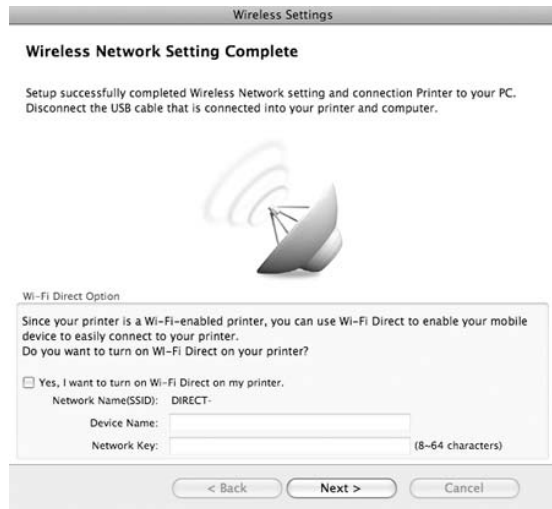 Wireless Settings
Wireless Network Setting Complete
Setup successfully completed Wireless Network setting and connection Printer to your PC.
Disconnect the USB cable that is connected into your printer and computer.
Wi-Fi Direct Option
Since your printer is a Wi-Fi-enabled printer, you can use Wi-Fi Direct to enable your mobile
device to easily connect to your printer.
Do you want to turn on WI-Fi Direct on your printer?
Yes, I want to turn on Wi-Fi Direct on my printer.
Network Name(SSID): DIRECT-
Device Name:
Network Key: (8~64 characters)
< Back Next > Cancel